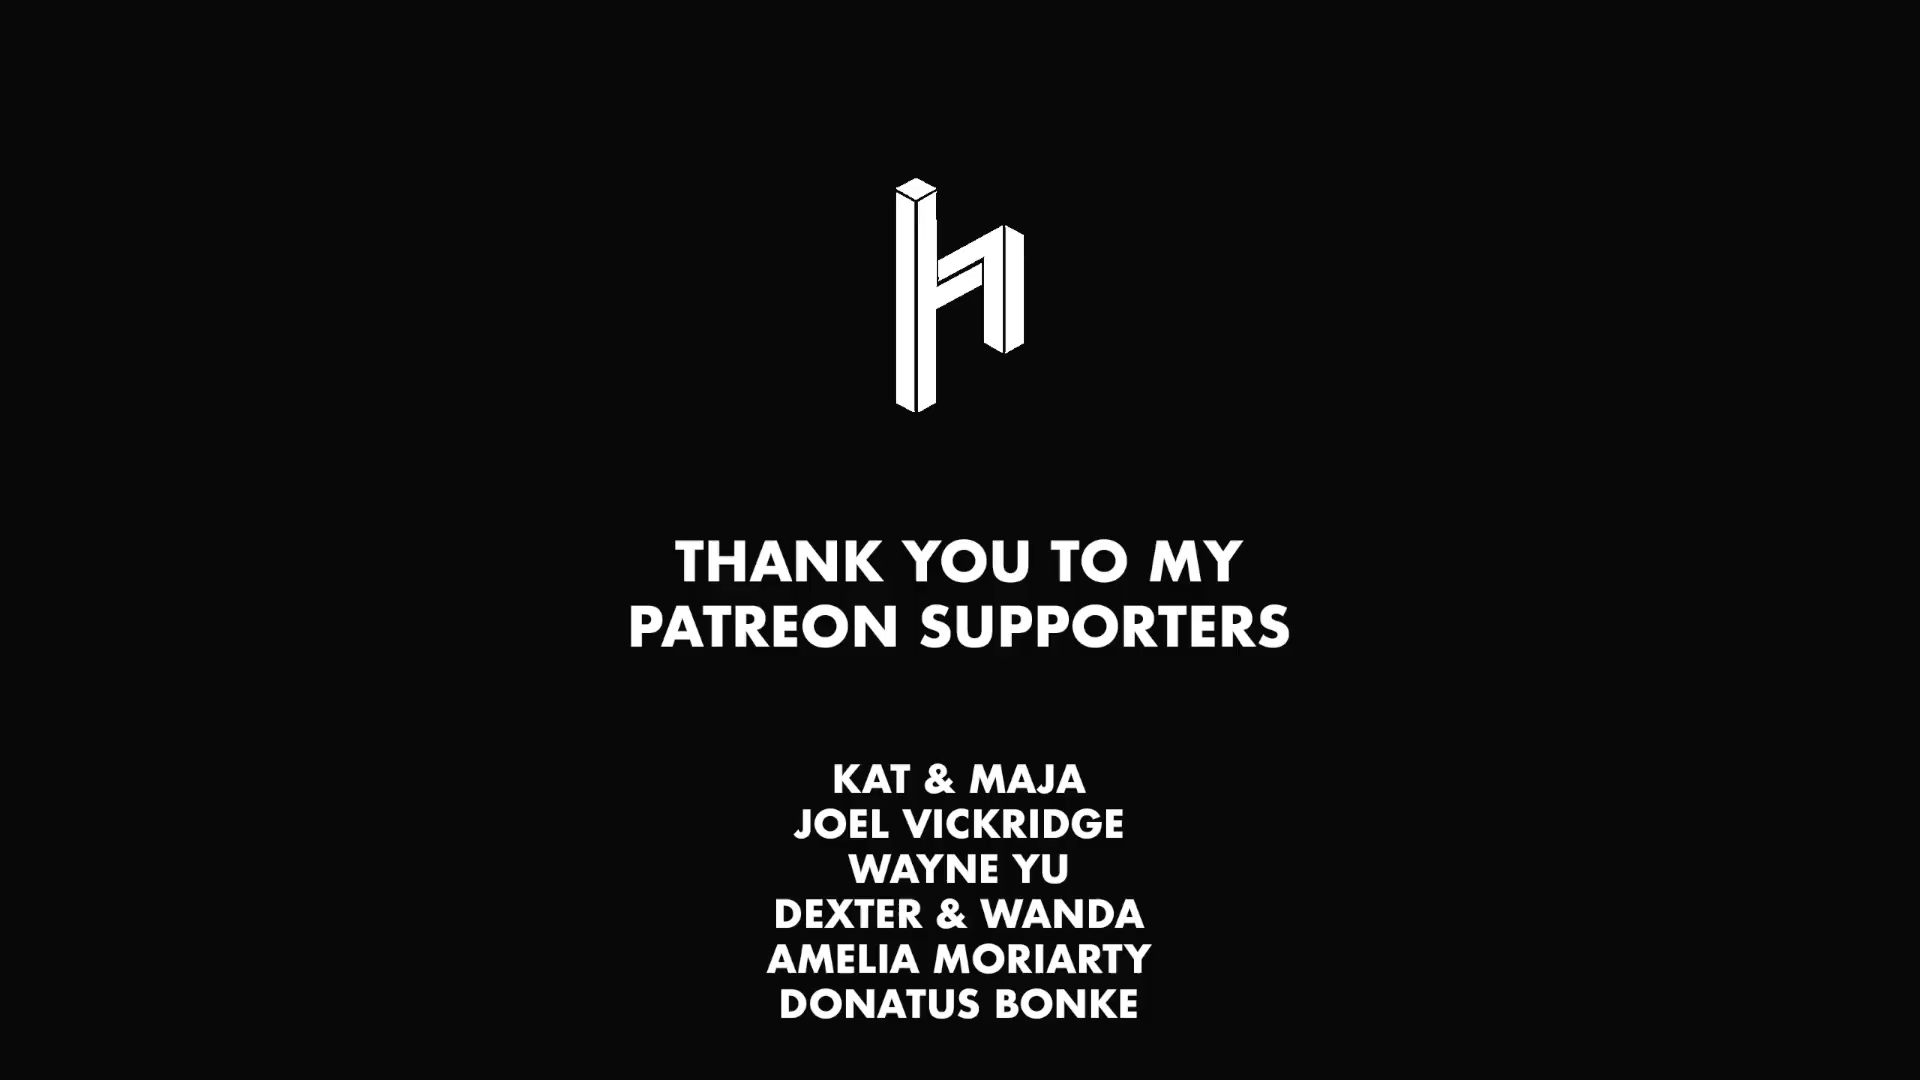 THANK YOU TO MY
PATREON SUPPORTERS
KAT & MAJA
JOEL VICKRIDGE
WAYNE YU
DEXTER & WANDA
AMELIA MORIARTY
DONATUS BONKE